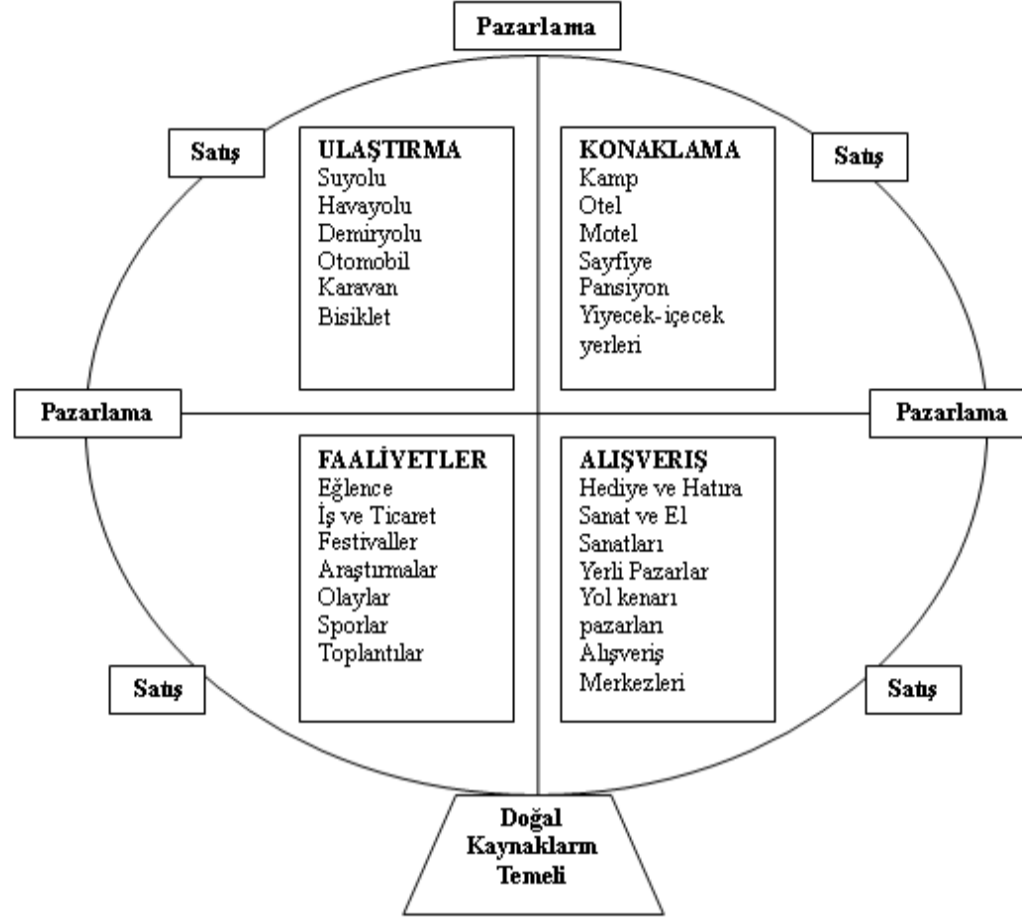 Pazarlama
Satış
Satış
ULAŞTIRMA
Suyolu
Havayolu
Demiryolu
Otomobil
Karavan
Bisiklet
KONAKLAMA
Kamp
Otel
Motel
Sayfiye
Pansiyon
Yiyecek-içecek
yerleri
Pazarlama
Pazarlama
FAALİYETLER
Eğlence
İş ve Ticaret
Festivaller
Araştırmalar
Olaylar
Sporlar
Toplantılar
ALIŞVERIŞ
Hediye ve Hatıra
Sanat ve El
Sanatları
Yerli Pazarlar
Yol kenarı
pazarları
Alışveriş
Merkezleri
Satış
Satış
Doğal
Kaynakların
Temeli